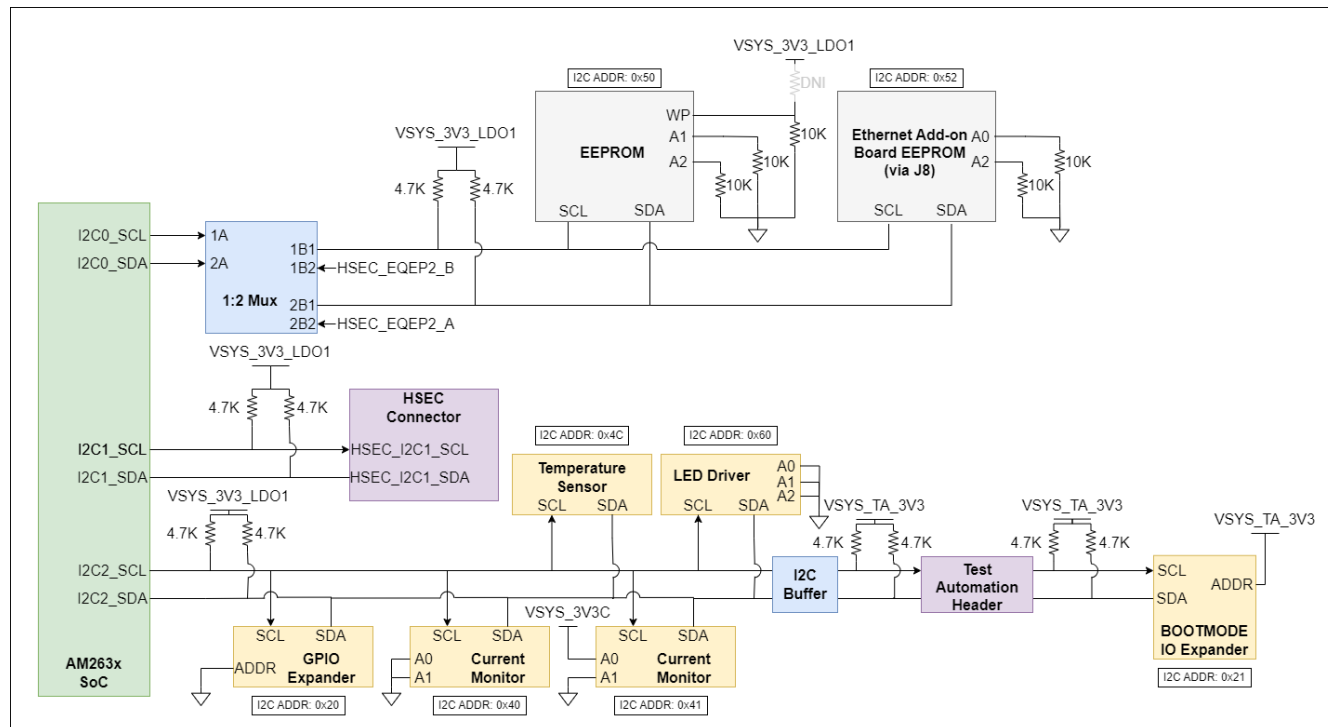 VSYS_3V3_LDO1
I2C ADDR: 0x50
DNI
I2C ADDR: 0x52
WP
A1
A2
EEPROM
SCL
SDA
10K
10K
10K
Ethernet Add-on
Board EEPROM
(via J8)
A0
A2
SCL
SDA
10K
10K
VSYS_3V3_LDO1
4.7K
4.7K
I2C0_SCL
I2C0_SDA
1A
2A
1B1
1B2
2B1
2B2
1:2 Mux
HSEC_EQEP2_B
HSEC_EQEP2_A
VSYS_3V3_LDO1
4.7K
4.7K
HSEC
Connector
HSEC_I2C1_SCL
HSEC_I2C1_SDA
I2C1_SCL
I2C1_SDA
VSYS_3V3_LDO1
4.7K
4.7K
I2C ADDR: 0x4C
Temperature
Sensor
SCL
SDA
I2C ADDR: 0x60
LED Driver
A0
A1
A2
SCL
SDA
VSYS_TA_3V3
4.7K
4.7K
VSYS_TA_3V3
4.7K
4.7K
VSYS_TA_3V3
I2C2_SCL
I2C2_SDA
I2C
Buffer
Test
Automation
Header
SCL
SDA
ADDR
BOOTMODE
IO Expander
I2C ADDR: 0x21
SCL
SDA
ADDR
GPIO
Expander
I2C ADDR: 0x20
SCL
SDA
A0
A1
Current
Monitor
I2C ADDR: 0x40
VSYS_3V3C
SCL
SDA
A0
A1
Current
Monitor
I2C ADDR: 0x41
AM263x
SoC